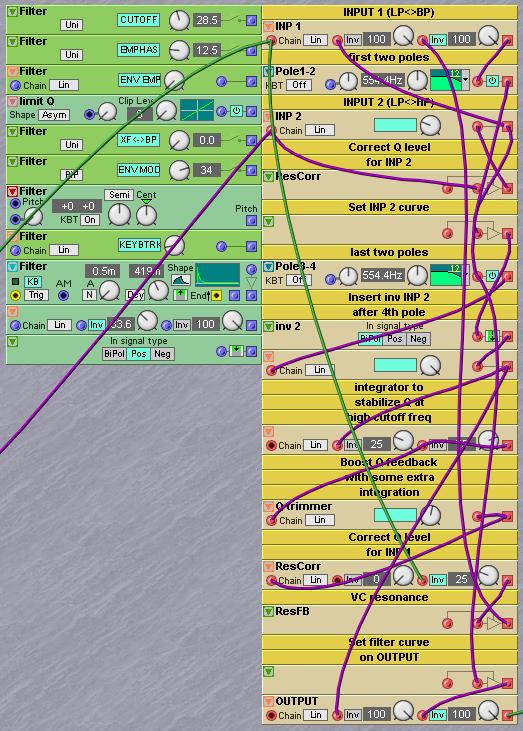 Filter
Uni
CUTOFF
28.5
Filter
Uni
EMPHAS
12.5
Filter
Chain
Lin
ENV EMP
limit Q
Shape
Asym
Clip Lev
Filter
Uni
XF<->BP
0.0
Filter
ENVMOD
34
Filter
Pitch
+0 +0
KBT
On
Semi
Cent
Pitch
Filter
Chain
Lin
KEYBTRK
Filter
KB
Trig
AM
0.5m
A
N
419m
Dcy
Shape
End
Chain
Lin
Inv
33.6
Inv
100
In signal type
BiPol
Pos
Neg
INPUT 1 (LP<>BP)
INP 1
Chain
Lin
Inv
100
Inv
100
first two poles
Pole1-2
KBT
Off
554.4Hz
12
INPUT 2 (LP<>HP)
INP 2
Chain
Lin
Correct Q level
for INP 2
ResCorr
Set INP 2 curve
last two poles
Pole3-4
KBT
Off
554.4Hz
12
Insert inv INP 2
after 4th pole
inv 2
In signal type
BiPol
Pos
Neg
Chain
Lin
integrator to
stabilize Q at
high cutoff freq
Chain
Lin
Inv
25
Boost Q feedback
with some extra
integration
Q trimmer
Chain
Lin
Correct Q level
for INP 1
ResCorr
Chain
Lin
Inv
0
Inv
25
VC resonance
ResFB
Set filter curve
on OUTPUT
OUTPUT
Chain
Lin
Inv
100
Inv
100